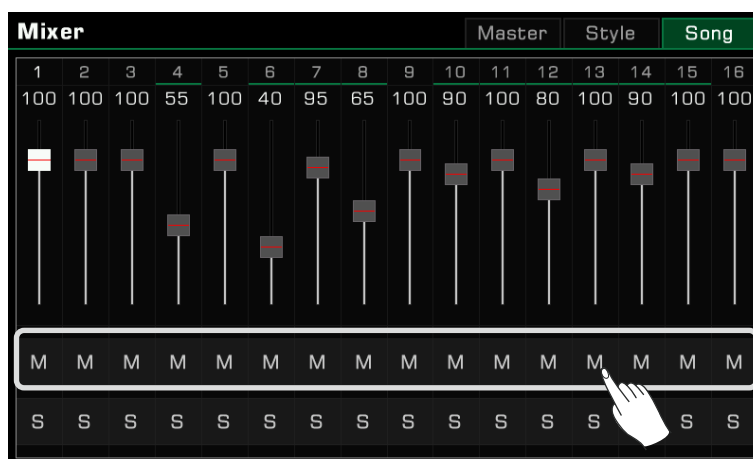 Mixer Master Style Song
1 2 3 4 5 6 7 8 9 10 11 12 13 14 15 16
100 100 100 55 100 40 95 65 100 90 100 80 100 90 100 100
M M M M M M M M M M M M M M M M
S S S S S S S S S S S S S S S